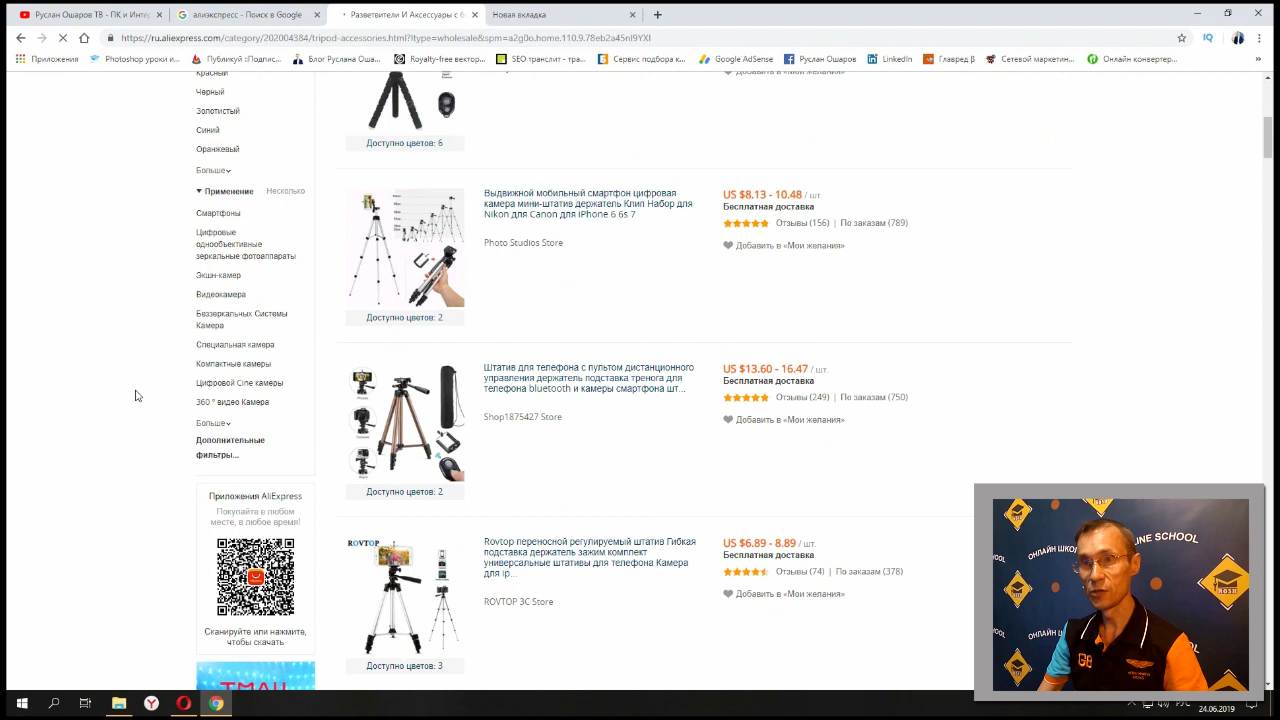 Руслан Ошаров ТВ - ПК и Инте
алиэкспресс - Поиск в Google
Разветвители И Аксессуары с б
Новая вкладка
https://ru.aliexpress.com/category/202004384/tripod-accessories.html?ltype=wholesale&spm=a2g0o.home.110.9.78eb2a45nl9YXI
Приложения
Photoshop уроки и...
Публикуй ::Подпис...
Блог Руслана Оша...
Royalty-free вектор...
SEO транслит - тра...
Сервис подбора к...
Google AdSense
Руслан Ошаров
LinkedIn
Главред β
Сетевой маркетин...
Онлайн конвертер...
Красный
Черный
Золотистый
Синий
Оранжевый
Больше
Применение Несколько
Смартфоны
Цифровые
однообъективные
зеркальные фотоаппараты
Экшн-камер
Видеокамера
Беззеркальных Системы
Камера
Специальная камера
Компактные камеры
Цифровой Cine камеры
360 ° видео Камера
Больше
Дополнительные
фильтры...
Приложения AliExpress
Покупайте в любом
месте, в любое время!
Сканируйте или нажмите,
чтобы скачать
TMALL
Добавить в «Мои желания»
Доступно цветов: 6
Выдвижной мобильный смартфон цифровая
камера мини-штатив держатель Клип Набор для
Nikon для Canon для iPhone 6 6s 7
Photo Studios Store
US $8.13 - 10.48 / шт.
Бесплатная доставка
Отзывы (156) | По заказам (789)
Добавить в «Мои желания»
Доступно цветов: 2
Штатив для телефона с пультом дистанционного
управления держатель подставка тренога для
телефона bluetooth и камеры смартфона шт...
Shop1875427 Store
US $13.60 - 16.47 / шт.
Бесплатная доставка
Отзывы (249) | По заказам (750)
Добавить в «Мои желания»
Доступно цветов: 2
ROVTOP
Rovtop переносной регулируемый штатив Гибкая
подставка держатель зажим комплект
универсальные штативы для телефона Камера
для ip...
ROVTOP 3C Store
US $6.89 - 8.89 / шт.
Бесплатная доставка
Отзывы (74) | По заказам (378)
Добавить в «Мои желания»
Доступно цветов: 3
ОНЛАЙН ШКО
INE SCHOOL
ROSH
РУС
24.06.2019